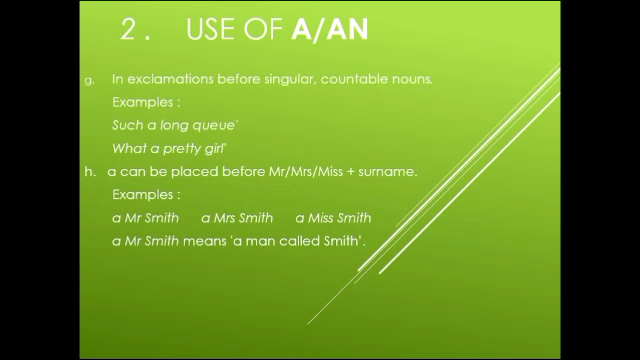 2. USE OF A/AN
g. In exclamations before singular, countable nouns.
Examples :
Such a long queue'
What a pretty girl'
h. a can be placed before Mr/Mrs/Miss + surname.
Examples :
a Mr Smith a Mrs Smith a Miss Smith
a Mr Smith means 'a man called Smith'.